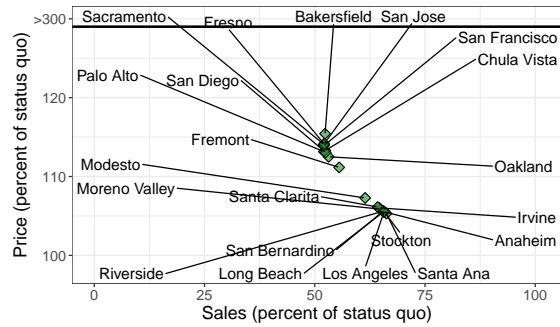 Sacramento
Fresno
Bakersfield
San Jose
>300
San Francisco
Chula Vista
Palo Alto
San Diego
120
Fremont
Oakland
Modesto
110
Moreno Valley
Santa Clarita
Irvine
Stockton
Anaheim
San Bernardino
100
Riverside
Long Beach
Los Angeles
Santa Ana
0
25
50
75
100
Sales (percent of status quo)
Price (percent of status quo)